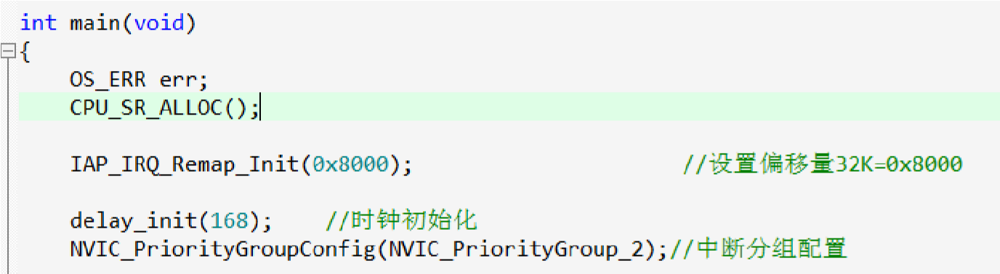 int main(void)
{
OS_ERR err;
CPU_SR_ALLOC();
IAP_IRQ_Remap_Init(0x8000); //设置偏移量32K=0x8000
delay_init(168); //时钟初始化
NVIC_PriorityGroupConfig(NVIC_PriorityGroup_2);//中断分组配置